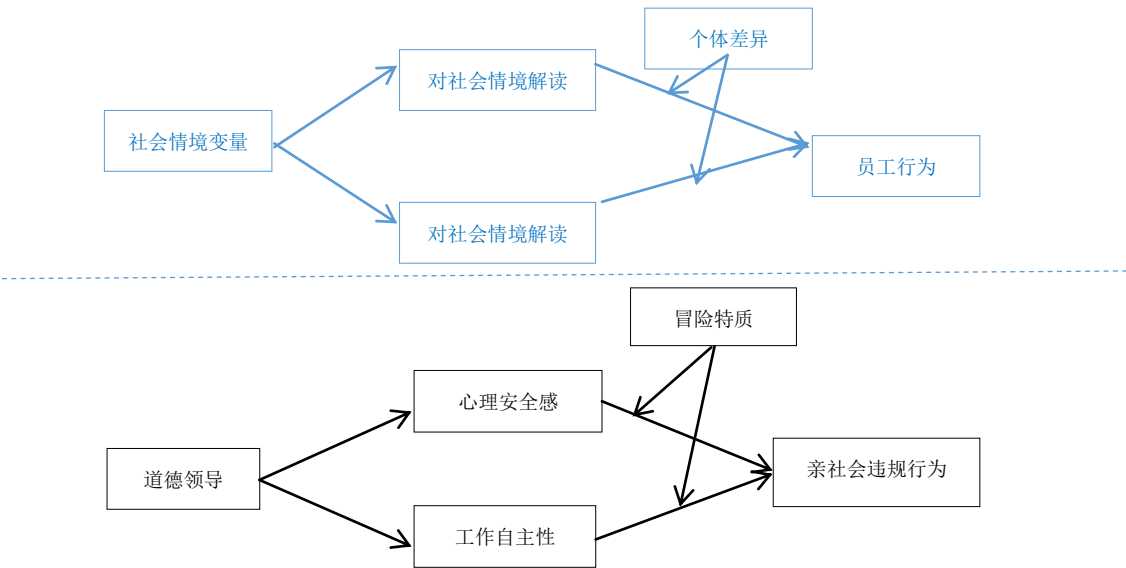 个体差异
对社会情境解读
社会情境变量
员工行为
对社会情境解读
冒险特质
心理安全感
道德领导
亲社会违规行为
工作自主性